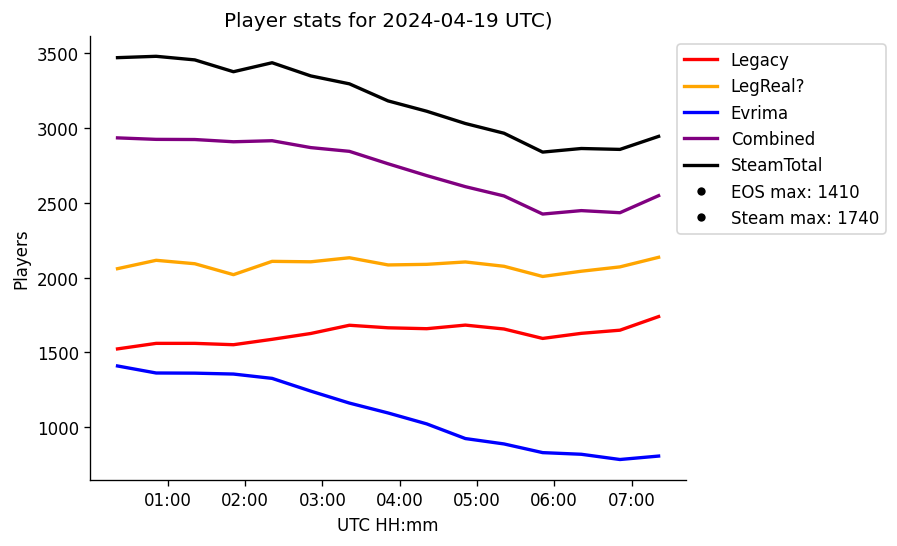 Player stats for 2024-04-19 UTC)
Players
3500
3000
2500
2000
1500
1000
01:00 02:00 03:00 04:00 05:00 06:00 07:00
UTC HH:mm
Legacy
LegReal?
Evrima
Combined
SteamTotal
EOS max: 1410
Steam max: 1740